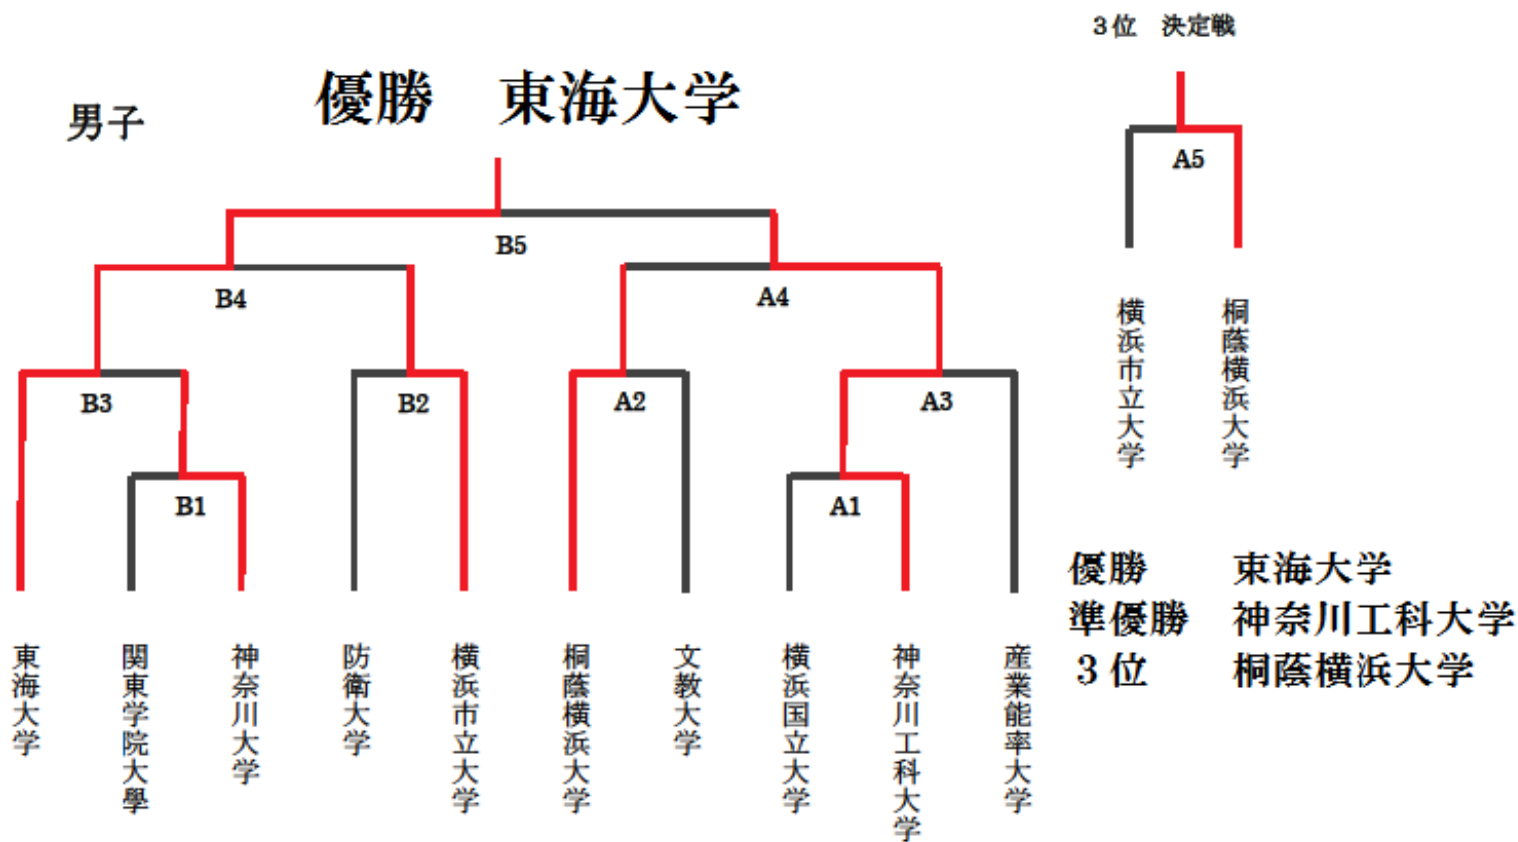 3位 決定戦
男子
優勝 東海大学
A5
B5
B4
A4
横浜市立大学
桐蔭横浜大学
B3
B2
A2
A3
B1
A1
優勝 東海大学
準優勝 神奈川工科大学
3位 桐蔭横浜大学
東海大学
関東学院大學
神奈川大学
防衛大学
横浜市立大学
桐蔭横浜大学
文教大学
横浜国立大学
神奈川工科大学
産業能率大学